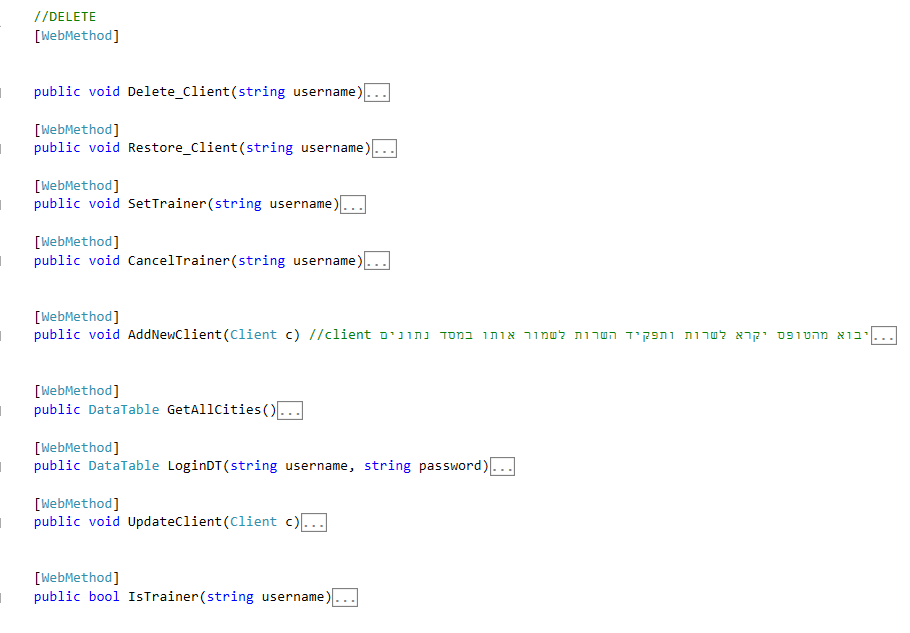 //DELETE
[WebMethod]
public void Delete_Client(string username)...
[WebMethod]
public void Restore_Client(string username)...
[WebMethod]
public void SetTrainer(string username)...
[WebMethod]
public void CancelTrainer(string username)...
[WebMethod]
public void AddNewClient(Client c) //client יבוא מהטופס יקרא לשרות ותפקיד השרות לשמור אותו במסד נתונים...
[WebMethod]
public DataTable GetAllCities()...
[WebMethod]
public DataTable LoginDT(string username, string password)...
[WebMethod]
public void UpdateClient(Client c)...
[WebMethod]
public bool IsTrainer(string username)...